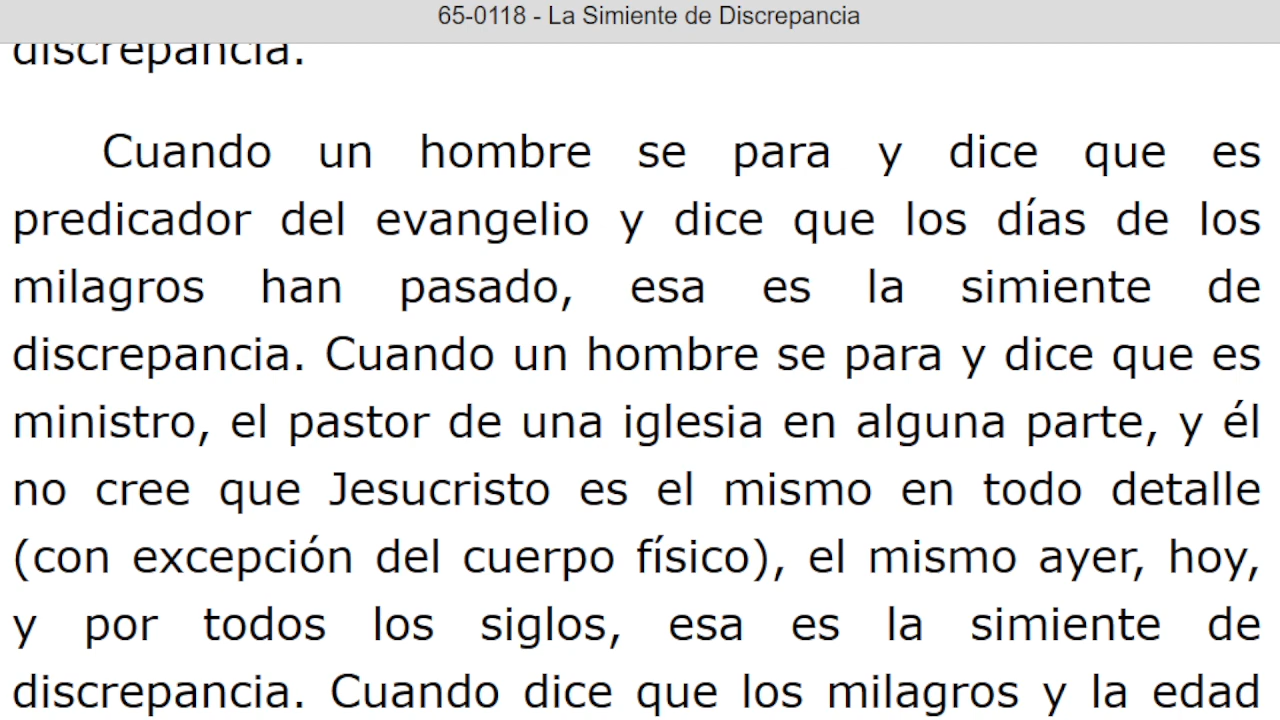 65-0118 - La Simiente de Discrepancia
discrepancia.
Cuando un hombre se para y dice que es
predicador del evangelio y dice que los días de los
milagros han pasado, esa es la simiente de
discrepancia. Cuando un hombre se para y dice que es
ministro, el pastor de una iglesia en alguna parte, y él
no cree que Jesucristo es el mismo en todo detalle
(con excepción del cuerpo físico), el mismo ayer, hoy,
y por todos los siglos, esa es la simiente de
discrepancia. Cuando dice que los milagros y la edad